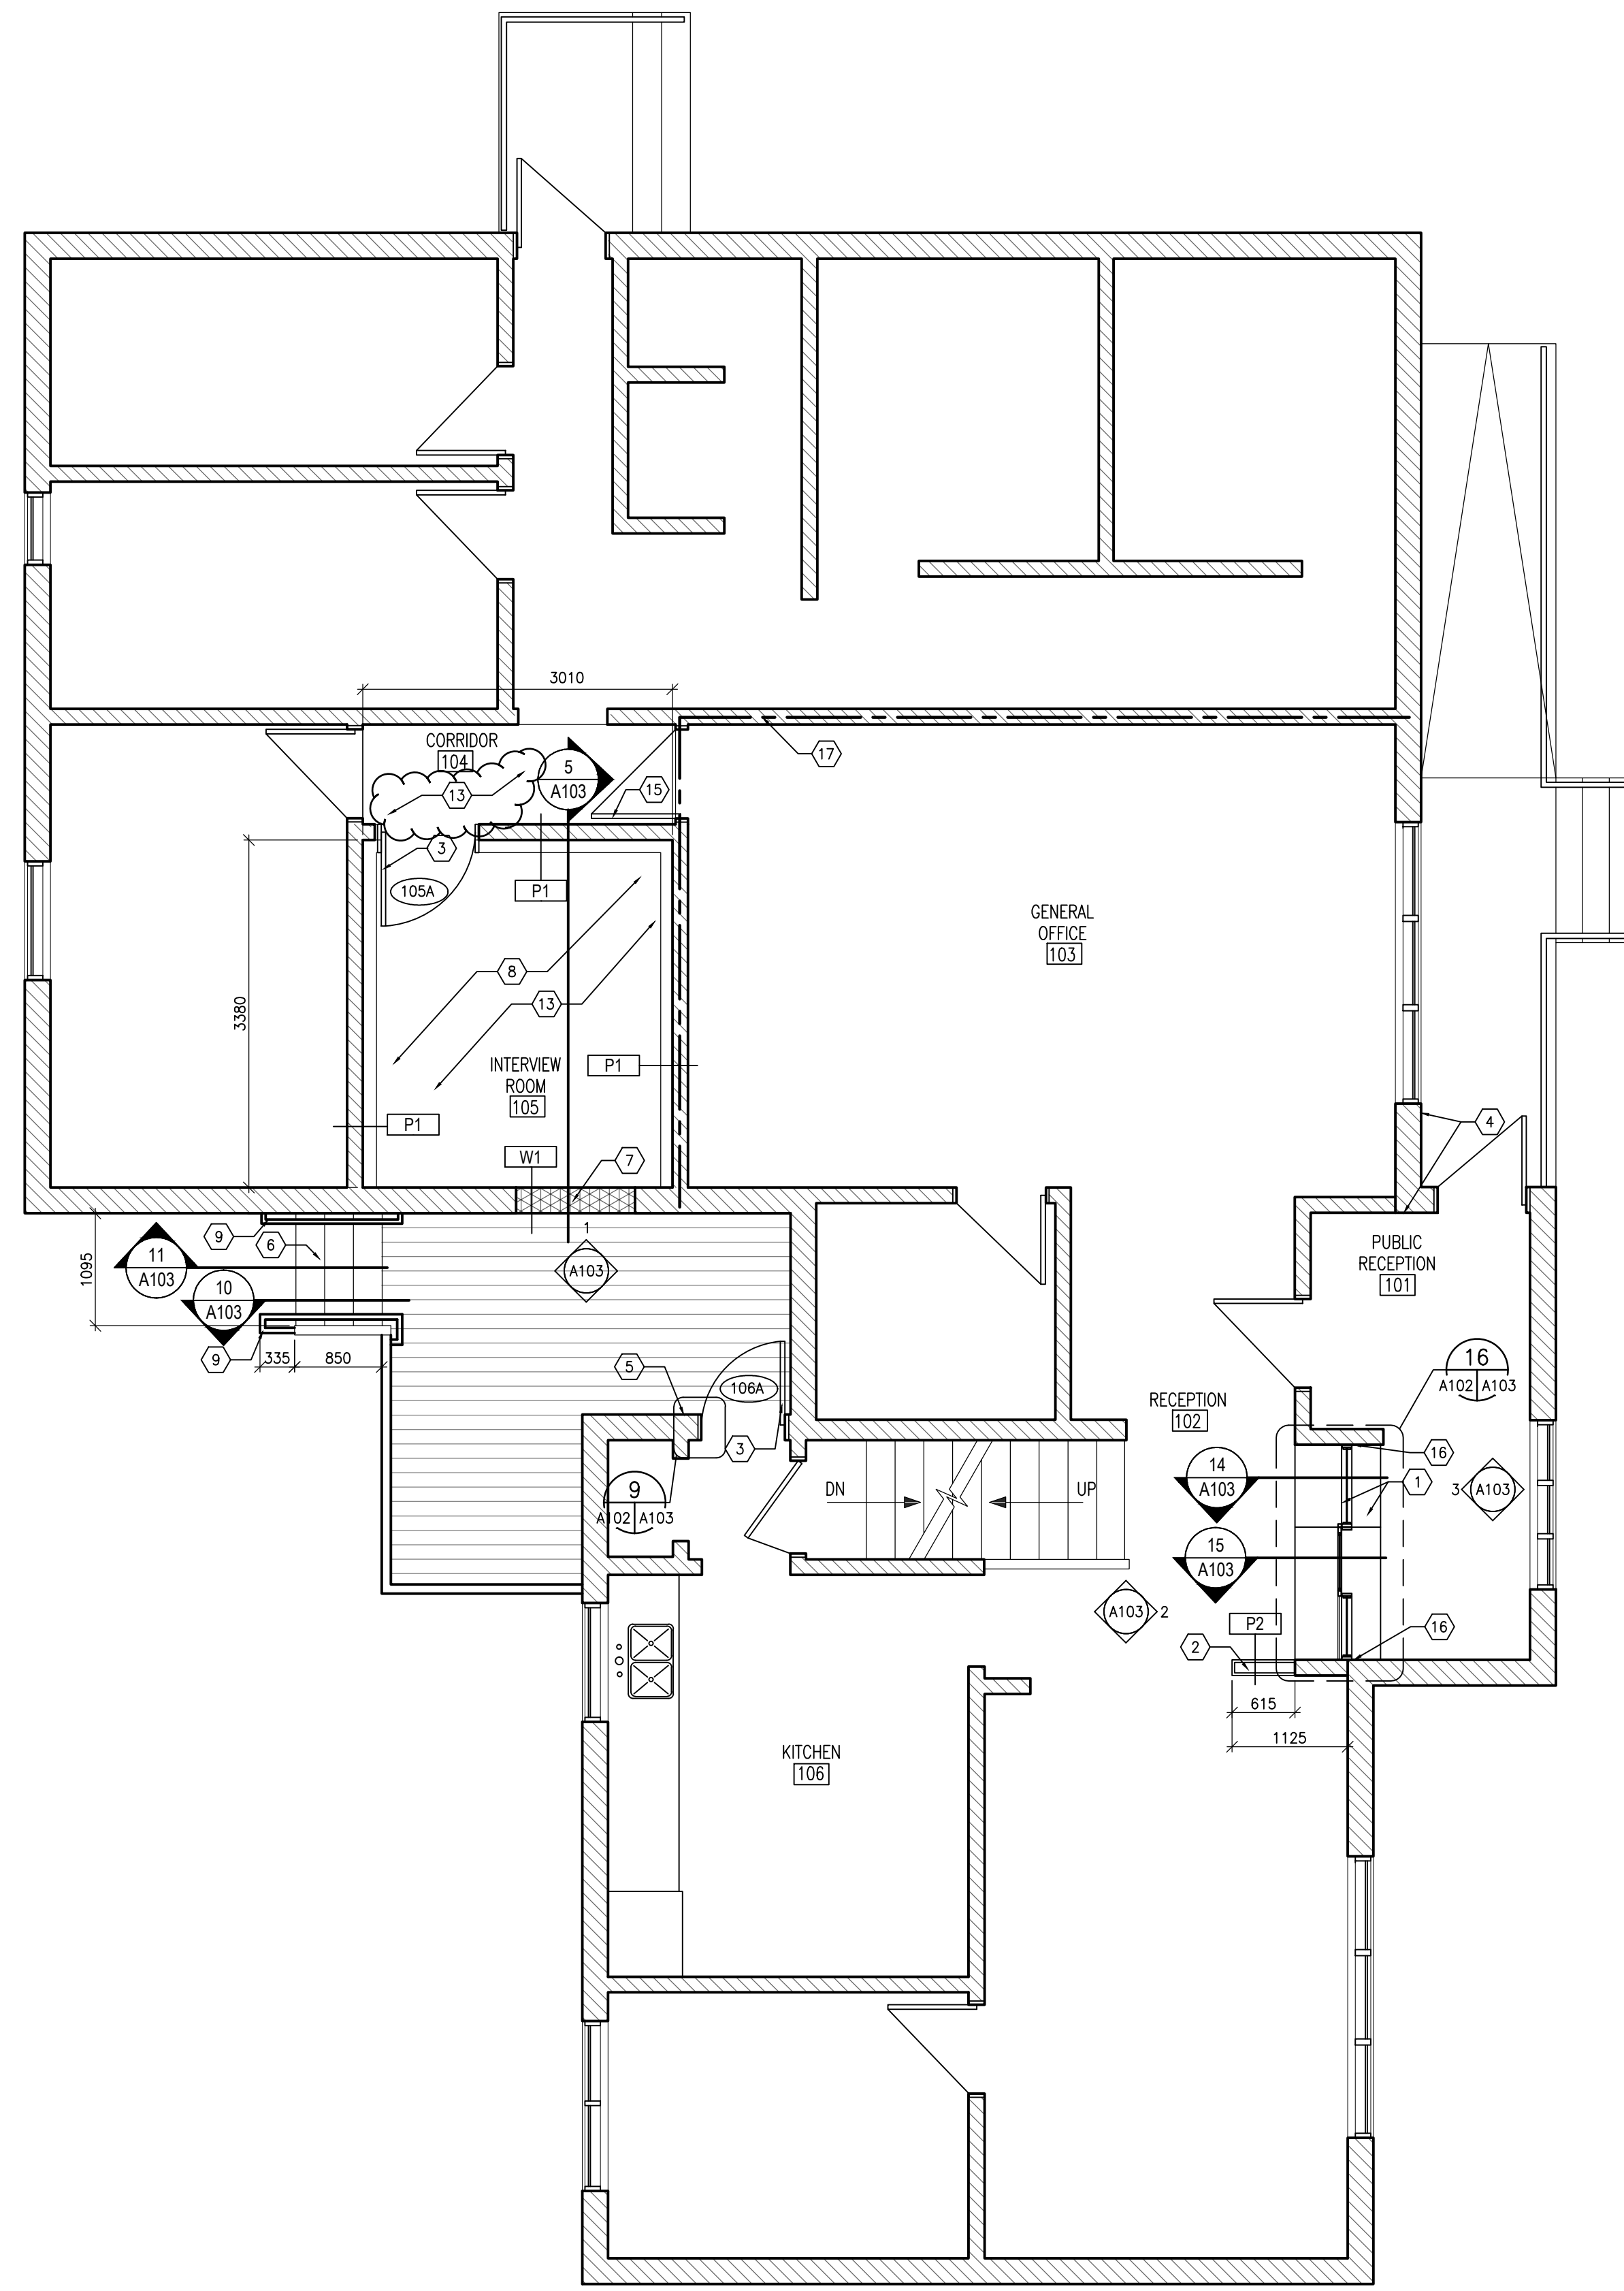 3010
CORRIDOR
104
5
A103
17
13
15
3
105A
P1
GENERAL
OFFICE
103
8
13
3380
INTERVIEW
ROOM
105
P1
P1
4
W1
7
9
6
1
A103
PUBLIC
RECEPTION
101
11
A103
1095
10
A103
9
335
850
5
106A
16
A102
A103
RECEPTION
102
3
16
14
A103
1
3
A103
9
A102
A103
DN
UP
15
A103
A103
2
P2
2
16
615
1125
KITCHEN
106